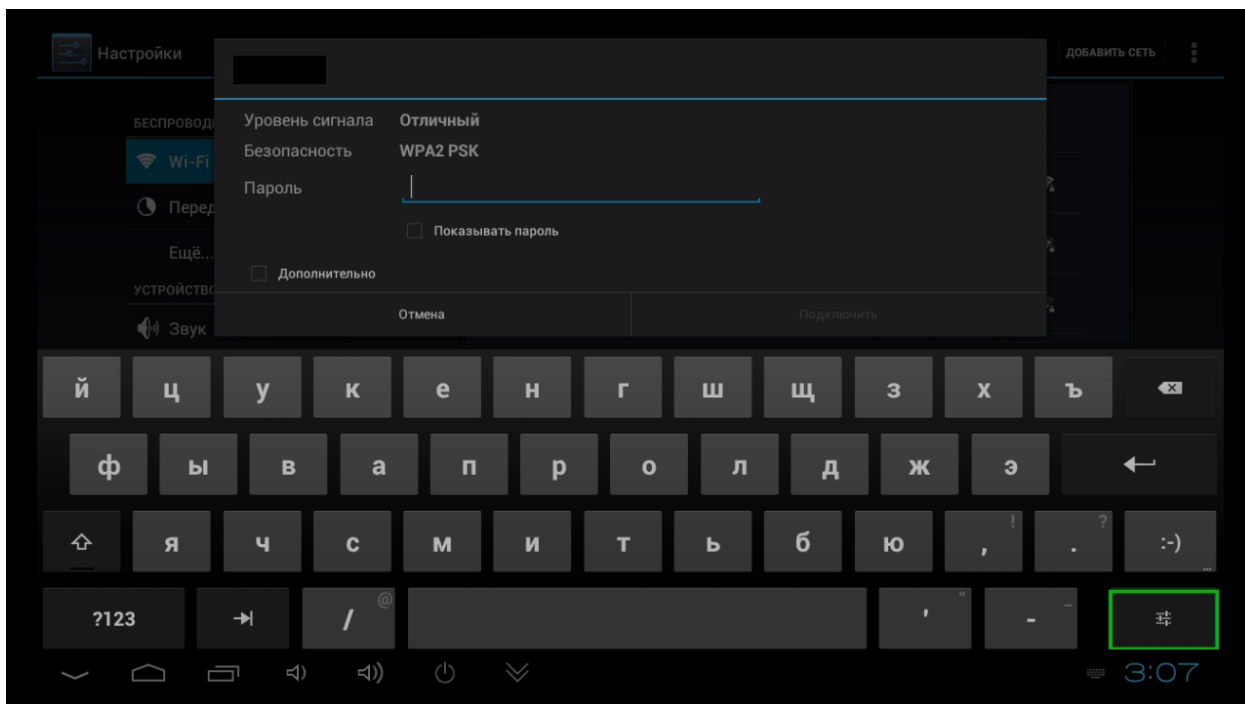 Настройки
ДОБАВИТЬ СЕТЬ
БЕСПРОВОД
Уровень сигнала Отличный
Безопасность WPA2 PSK
Wi-Fi
Пароль
Перед
Показывать пароль
Ещё...
Дополнительно
УСТРОЙСТВО
Отмена Подключить
Звук
й ц у к е н г ш щ з х ъ
ф ы в а п р о л д ж э
я ч с м и т ь б ю , ! . ? :-) ...
?123 / @ ' " - _
3:07